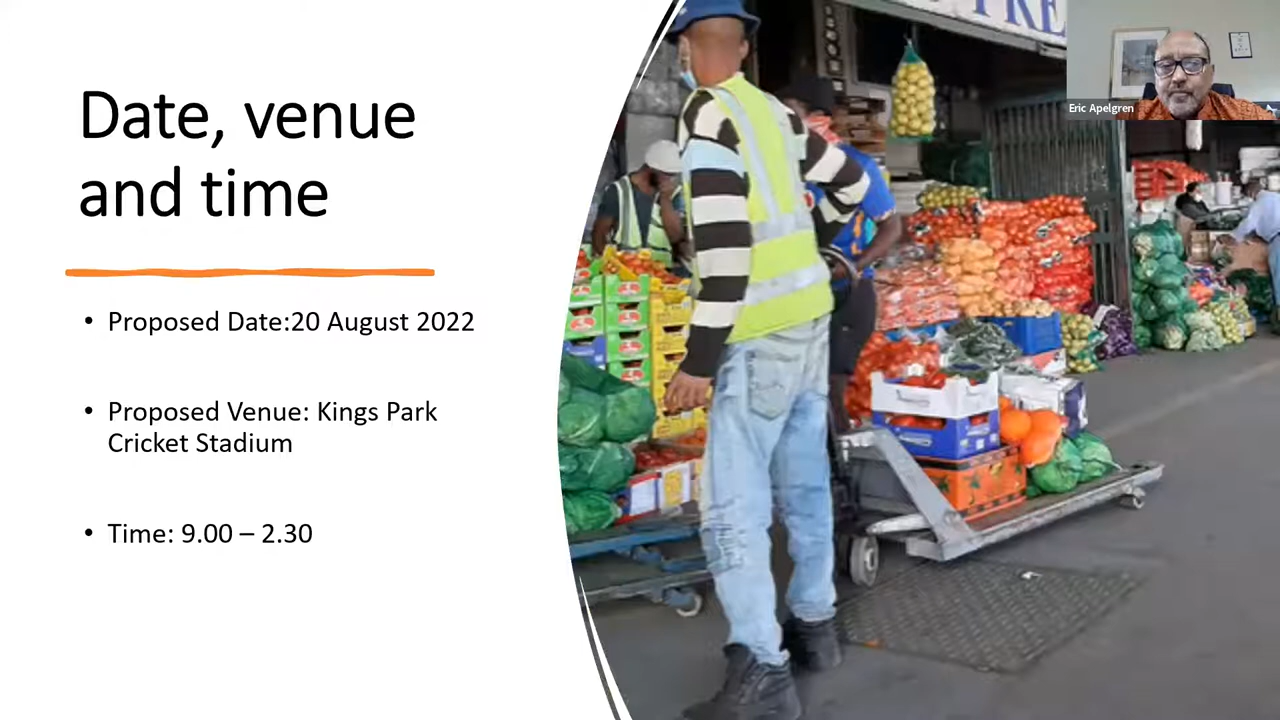 Date, venue
and time
• Proposed Date:20 August 2022
• Proposed Venue: Kings Park
Cricket Stadium
• Time: 9.00 – 2.30
Eric Apelgren